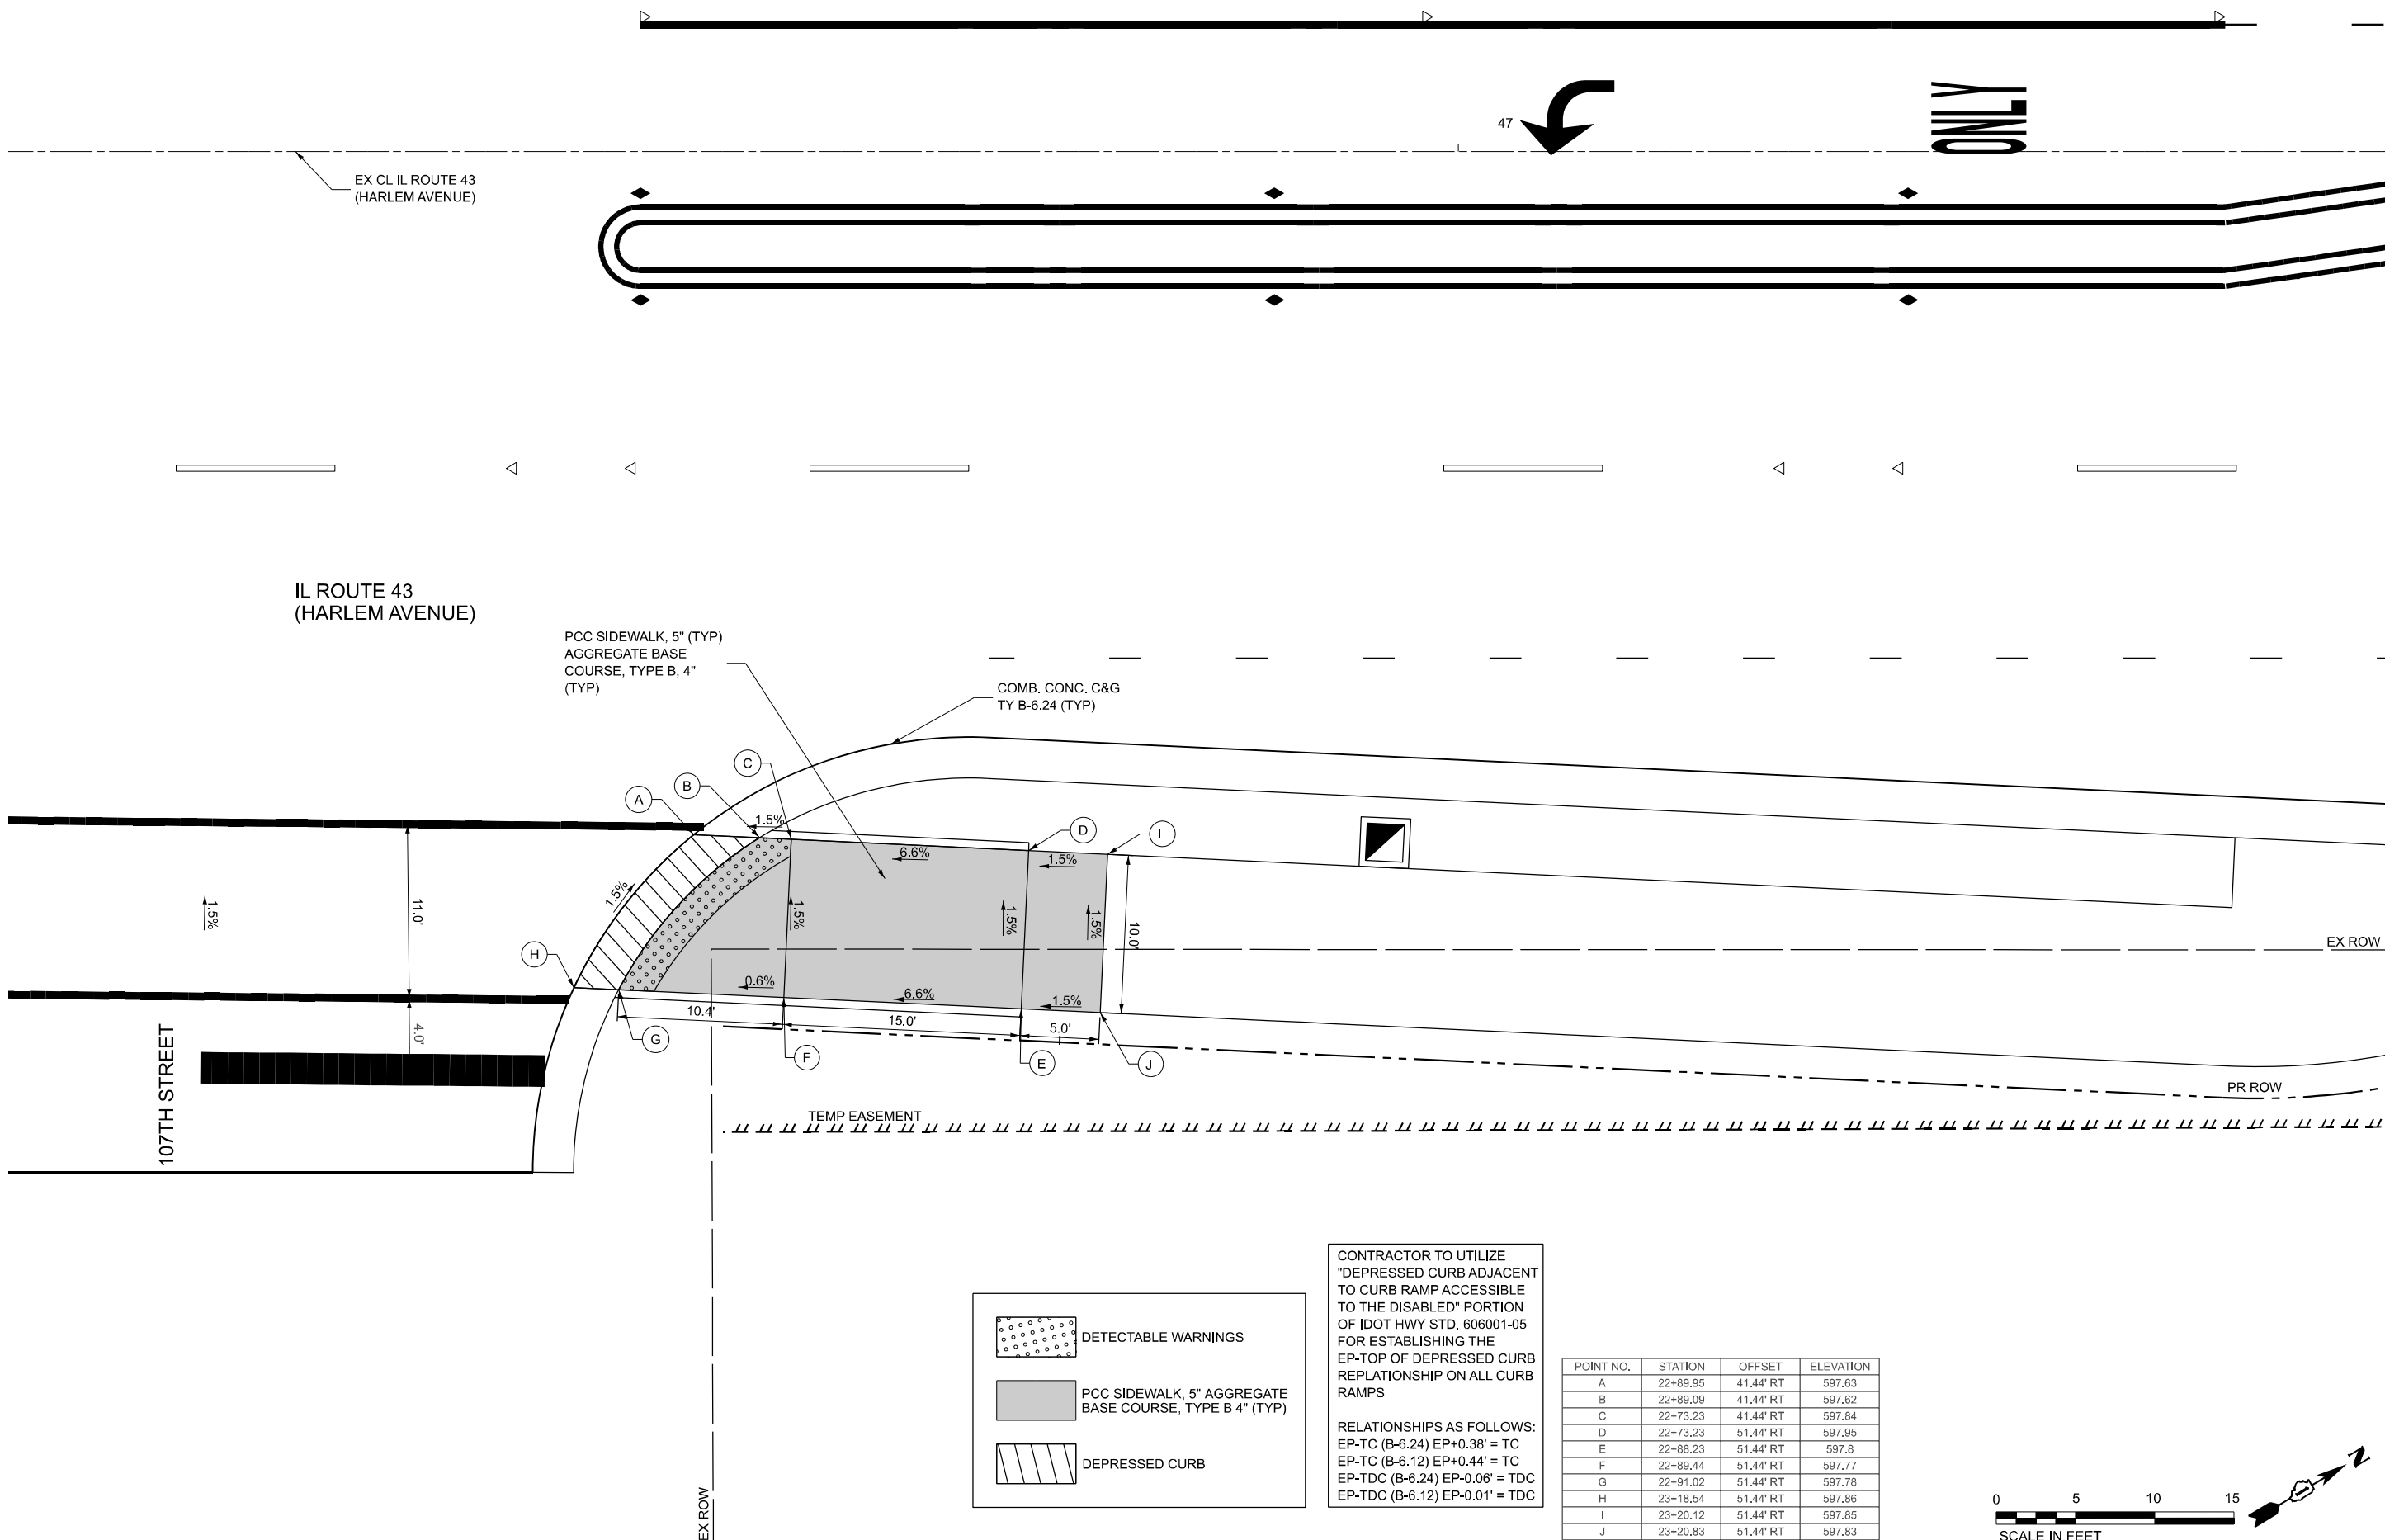 47
ONLY
EX CL IL ROUTE 43
(HARLEM AVENUE)
IL ROUTE 43
(HARLEM AVENUE)
PCC SIDEWALK, 5" (TYP)
AGGREGATE BASE
COURSE, TYPE B, 4"
(TYP)
COMB. CONC. C&G
TY B-6.24 (TYP)
C
B
A
1.5%
D
I
6.6%
1.5%
1.5%
1.5%
11.0'
1.5%
1.5%
1.5%
10.0'
EX ROW
H
0.6%
6.6%
1.5%
10.4'
15.0'
5.0'
G
F
E
J
4.0'
107TH STREET
PR ROW
TEMP EASEMENT
EX ROW
DETECTABLE WARNINGS
PCC SIDEWALK, 5" AGGREGATE
BASE COURSE, TYPE B 4" (TYP)
DEPRESSED CURB
CONTRACTOR TO UTILIZE
"DEPRESSED CURB ADJACENT
TO CURB RAMP ACCESSIBLE
TO THE DISABLED" PORTION
OF IDOT HWY STD. 606001-05
FOR ESTABLISHING THE
EP-TOP OF DEPRESSED CURB
REPLATIONSHIP ON ALL CURB
RAMPS
RELATIONSHIPS AS FOLLOWS:
EP-TC (B-6.24) EP+0.38' = TC
EP-TC (B-6.12) EP+0.44' = TC
EP-TDC (B-6.24) EP-0.06' = TDC
EP-TDC (B-6.12) EP-0.01' = TDC
POINT NO. STATION OFFSET ELEVATION
A 22+89.95 41.44' RT 597.63
B 22+89.09 41.44' RT 597.62
C 22+73.23 41.44' RT 597.84
D 22+73.23 51.44' RT 597.95
E 22+88.23 51.44' RT 597.8
F 22+89.44 51.44' RT 597.77
G 22+91.02 51.44' RT 597.78
H 23+18.54 51.44' RT 597.86
I 23+20.12 51.44' RT 597.85
J 23+20.83 51.44' RT 597.83
0 5 10 15
SCALE IN FEET
N